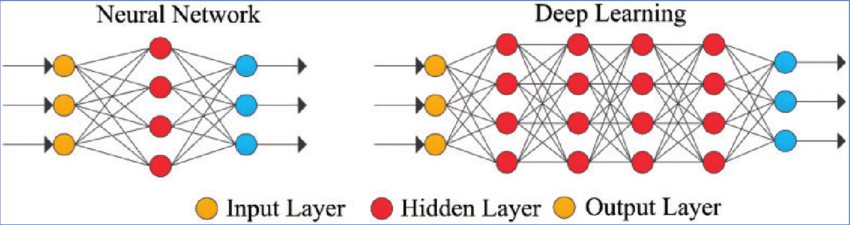 Neural Network
Deep Learning
Input Layer
Hidden Layer
Output Layer